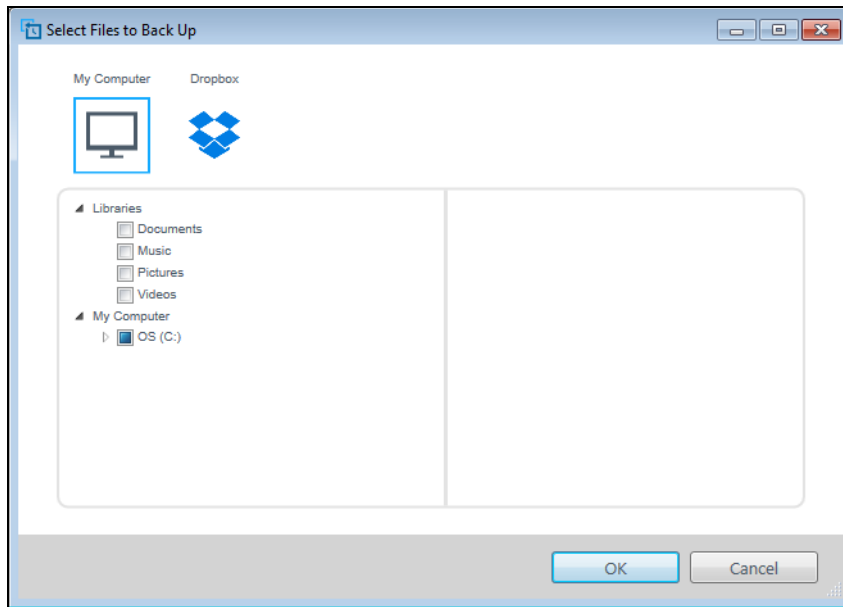 Select Files to Back Up
My Computer Dropbox
Libraries
Documents
Music
Pictures
Videos
My Computer
OS (C:)
OK Cancel